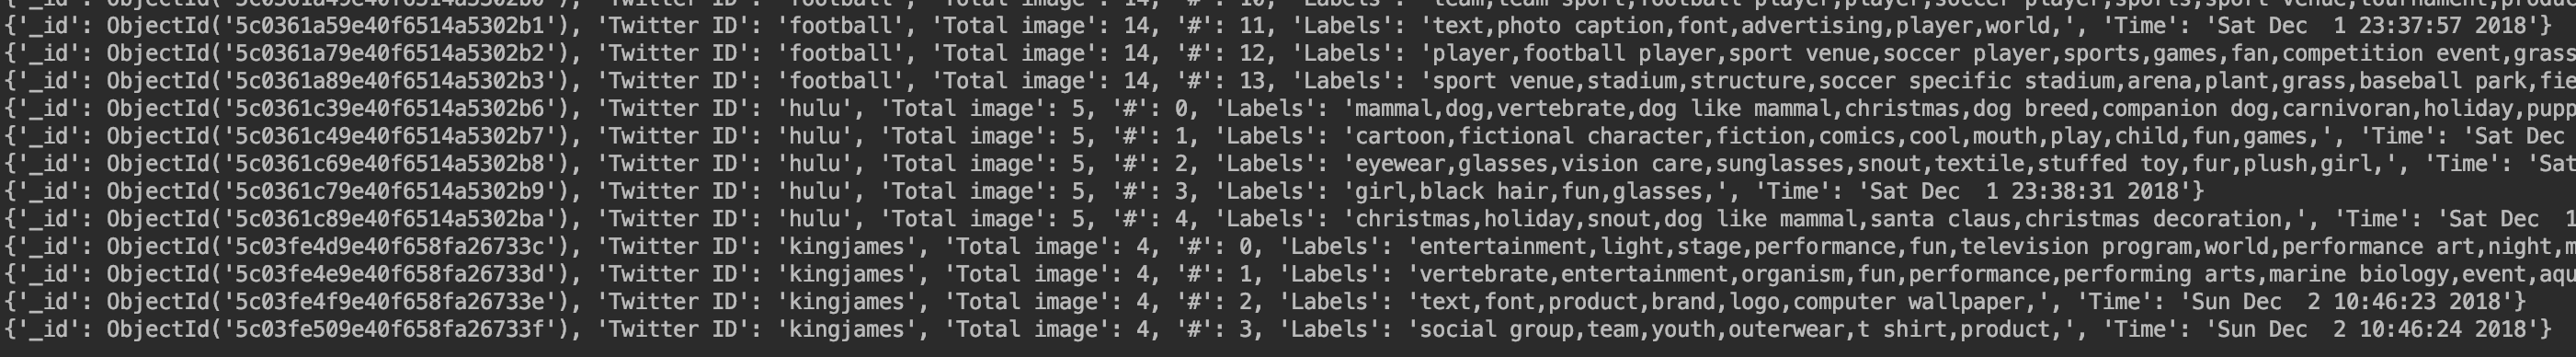 {'_id': ObjectId('5c0361a49e40f6514a5302b0'), 'Twitter ID': 'football', 'Total image': 14, '#': 10, 'Labels': 'team,team sport,football player,player,soccer player,sports,sport venue,tournament,produc
{'_id': ObjectId('5c0361a59e40f6514a5302b1'), 'Twitter ID': 'football', 'Total image': 14, '#': 11, 'Labels': 'text,photo caption,font,advertising,player,world,', 'Time': 'Sat Dec  1 23:37:57 2018'}
{'_id': ObjectId('5c0361a79e40f6514a5302b2'), 'Twitter ID': 'football', 'Total image': 14, '#': 12, 'Labels': 'player,football player,sport venue,soccer player,sports,games,fan,competition event,grass
{'_id': ObjectId('5c0361a89e40f6514a5302b3'), 'Twitter ID': 'football', 'Total image': 14, '#': 13, 'Labels': 'sport venue,stadium,structure,soccer specific stadium,arena,plant,grass,baseball park,fie
{'_id': ObjectId('5c0361c39e40f6514a5302b6'), 'Twitter ID': 'hulu', 'Total image': 5, '#': 0, 'Labels': 'mammal,dog,vertebrate,dog like mammal,christmas,dog breed,companion dog,carnivoran,holiday,pupp
{'_id': ObjectId('5c0361c49e40f6514a5302b7'), 'Twitter ID': 'hulu', 'Total image': 5, '#': 1, 'Labels': 'cartoon,fictional character,fiction,comics,cool,mouth,play,child,fun,games,', 'Time': 'Sat Dec
{'_id': ObjectId('5c0361c69e40f6514a5302b8'), 'Twitter ID': 'hulu', 'Total image': 5, '#': 2, 'Labels': 'eyewear,glasses,vision care,sunglasses,snout,textile,stuffed toy,fur,plush,girl,', 'Time': 'Sat
{'_id': ObjectId('5c0361c79e40f6514a5302b9'), 'Twitter ID': 'hulu', 'Total image': 5, '#': 3, 'Labels': 'girl,black hair,fun,glasses,', 'Time': 'Sat Dec  1 23:38:31 2018'}
{'_id': ObjectId('5c0361c89e40f6514a5302ba'), 'Twitter ID': 'hulu', 'Total image': 5, '#': 4, 'Labels': 'christmas,holiday,snout,dog like mammal,santa claus,christmas decoration,', 'Time': 'Sat Dec  1
{'_id': ObjectId('5c03fe4d9e40f658fa26733c'), 'Twitter ID': 'kingjames', 'Total image': 4, '#': 0, 'Labels': 'entertainment,light,stage,performance,fun,television program,world,performance art,night,m
{'_id': ObjectId('5c03fe4e9e40f658fa26733d'), 'Twitter ID': 'kingjames', 'Total image': 4, '#': 1, 'Labels': 'vertebrate,entertainment,organism,fun,performance,performing arts,marine biology,event,aqu
{'_id': ObjectId('5c03fe4f9e40f658fa26733e'), 'Twitter ID': 'kingjames', 'Total image': 4, '#': 2, 'Labels': 'text,font,product,brand,logo,computer wallpaper,', 'Time': 'Sun Dec  2 10:46:23 2018'}
{'_id': ObjectId('5c03fe509e40f658fa26733f'), 'Twitter ID': 'kingjames', 'Total image': 4, '#': 3, 'Labels': 'social group,team,youth,outerwear,t shirt,product,', 'Time': 'Sun Dec  2 10:46:24 2018'}